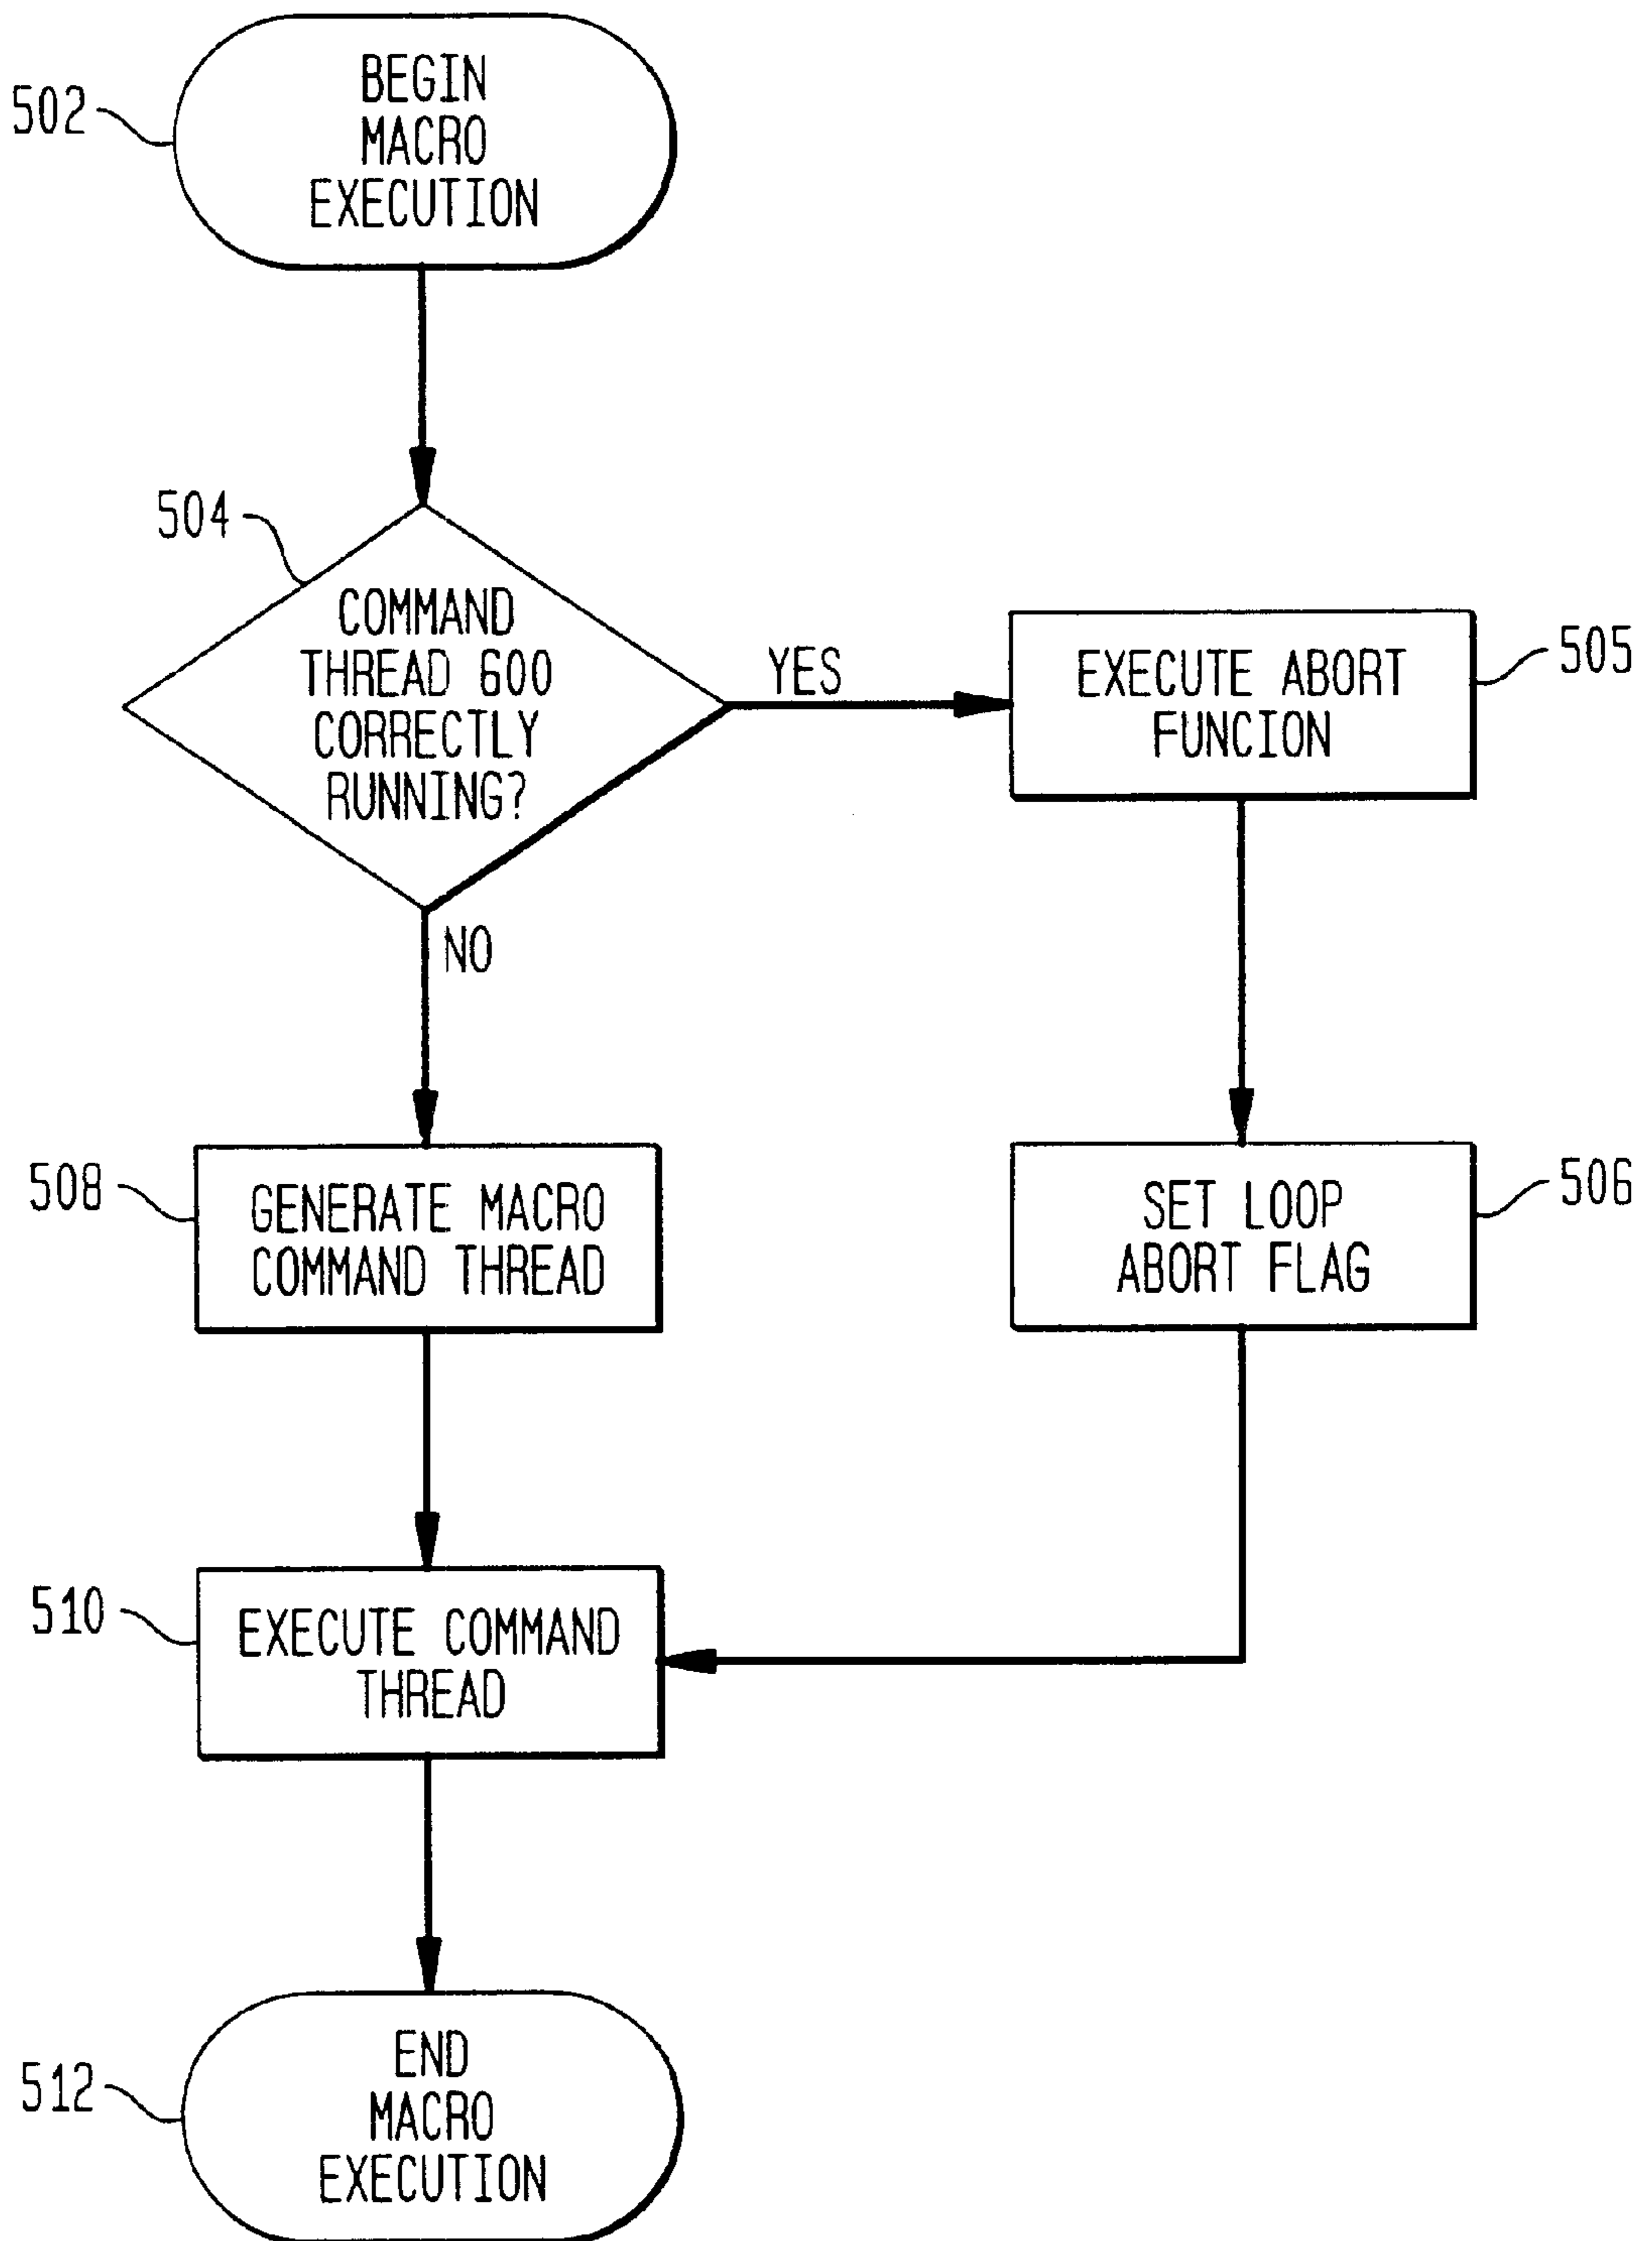 502
BEGIN
MACRO
EXECUTION
504
COMMAND
THREAD 600
CORRECTLY
RUNNING?
YES
EXECUTE ABORT
FUNCION
505
NO
508
GENERATE MACRO
COMMAND THREAD
SET LOOP
ABORT FLAG
506
510
EXECUTE COMMAND
THREAD
512
END
MACRO
EXECUTION